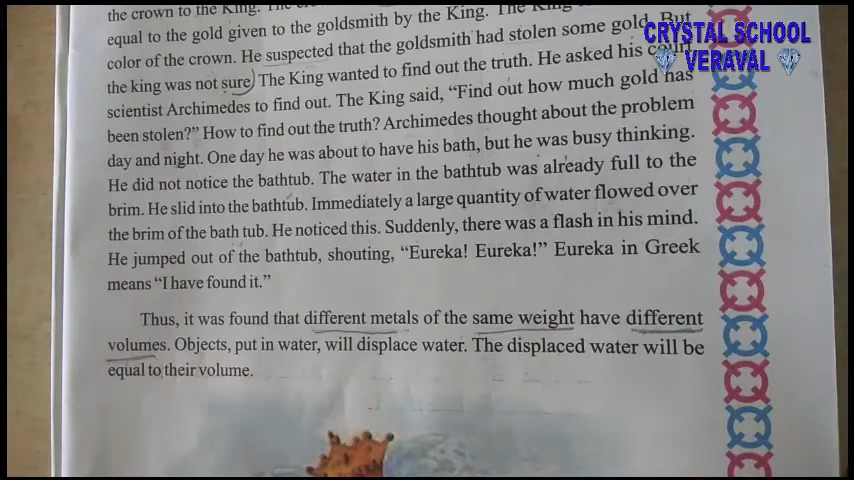 the crown to the King. The
equal to the gold given to the goldsmith by the King. The King
color of the crown. He suspected that the goldsmith had stolen some gold. But
the king was not sure. The King wanted to find out the truth. He asked his court
scientist Archimedes to find out. The King said, “Find out how much gold has
been stolen?” How to find out the truth? Archimedes thought about the problem
day and night. One day he was about to have his bath, but he was busy thinking.
He did not notice the bathtub. The water in the bathtub was already full to the
brim. He slid into the bathtub. Immediately a large quantity of water flowed over
the brim of the bath tub. He noticed this. Suddenly, there was a flash in his mind.
He jumped out of the bathtub, shouting, “Eureka! Eureka!” Eureka in Greek
means “I have found it.”
Thus, it was found that different metals of the same weight have different
volumes. Objects, put in water, will displace water. The displaced water will be
equal to their volume.
CRYSTAL SCHOOL
VERAVAL